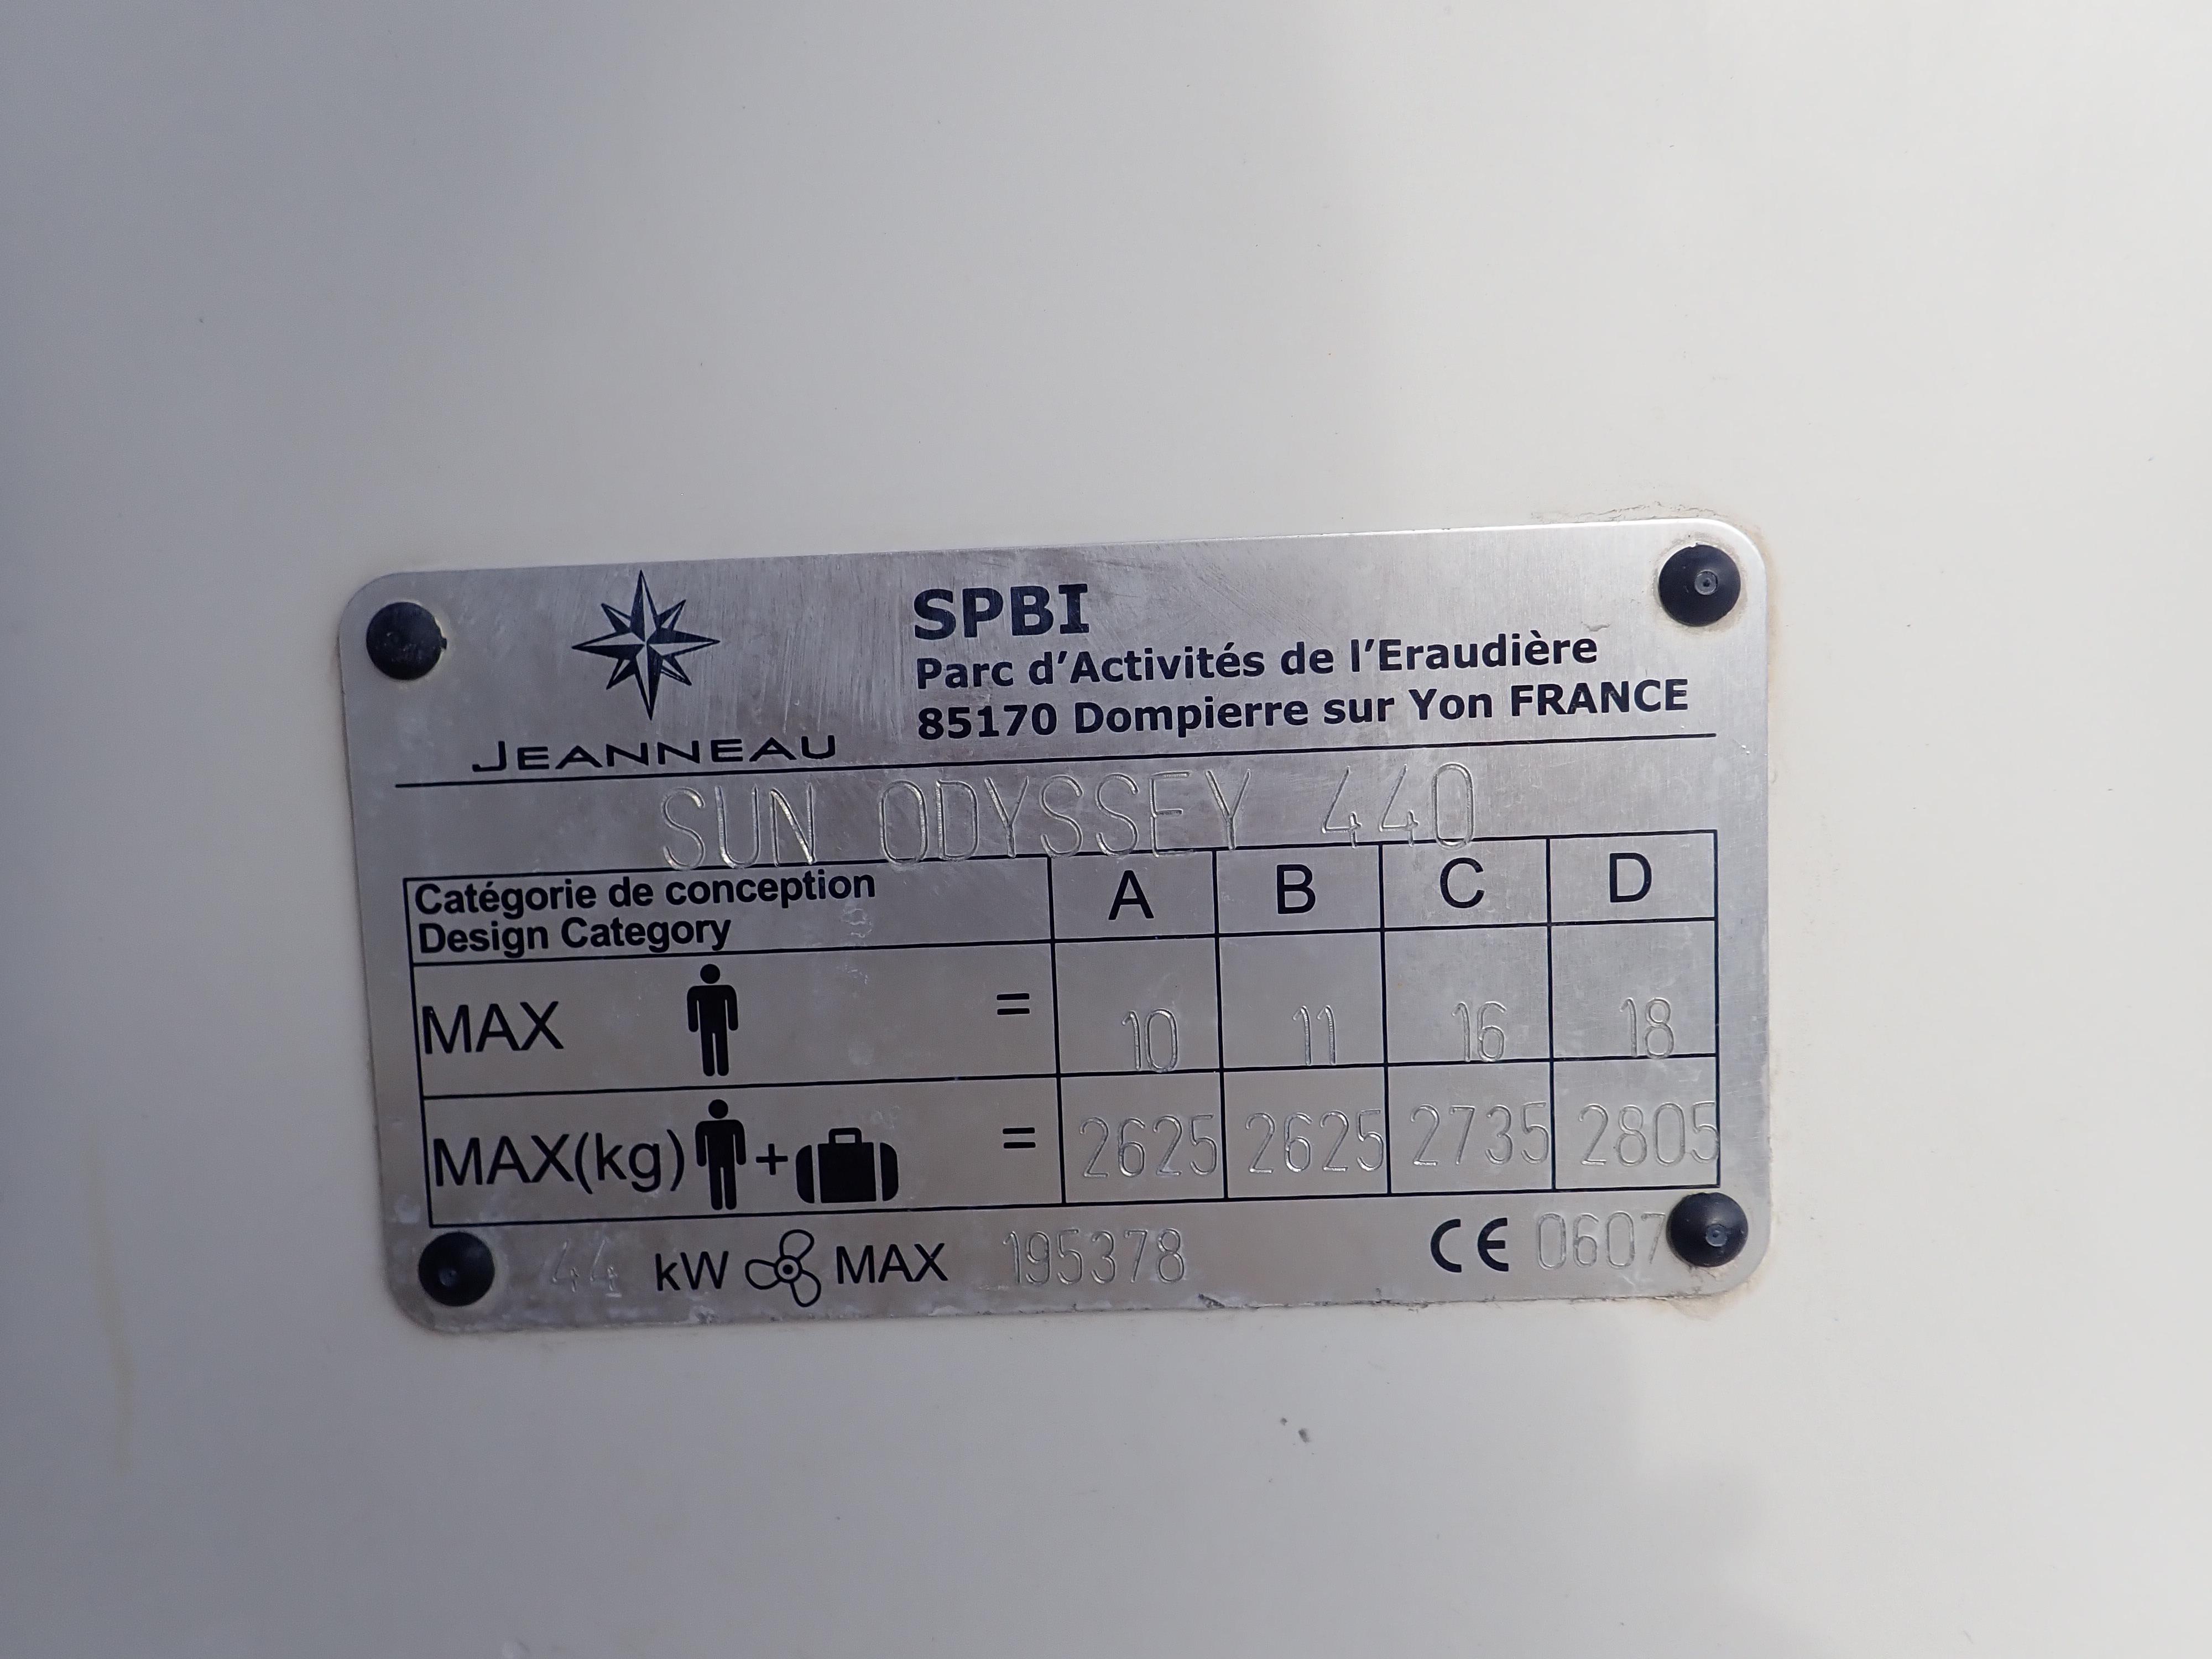 JEANNEAU
SPBI
Parc d'Activités de l'Eraudière
85170 Dompierre sur Yon FRANCE
SUN ODYSSEY 440
Catégorie de conception
Design Category
A B C D
MAX = 10 11 16 18
MAX(kg) + = 2625 2625 2735 2805
44 kW MAX 195378 CE 0607